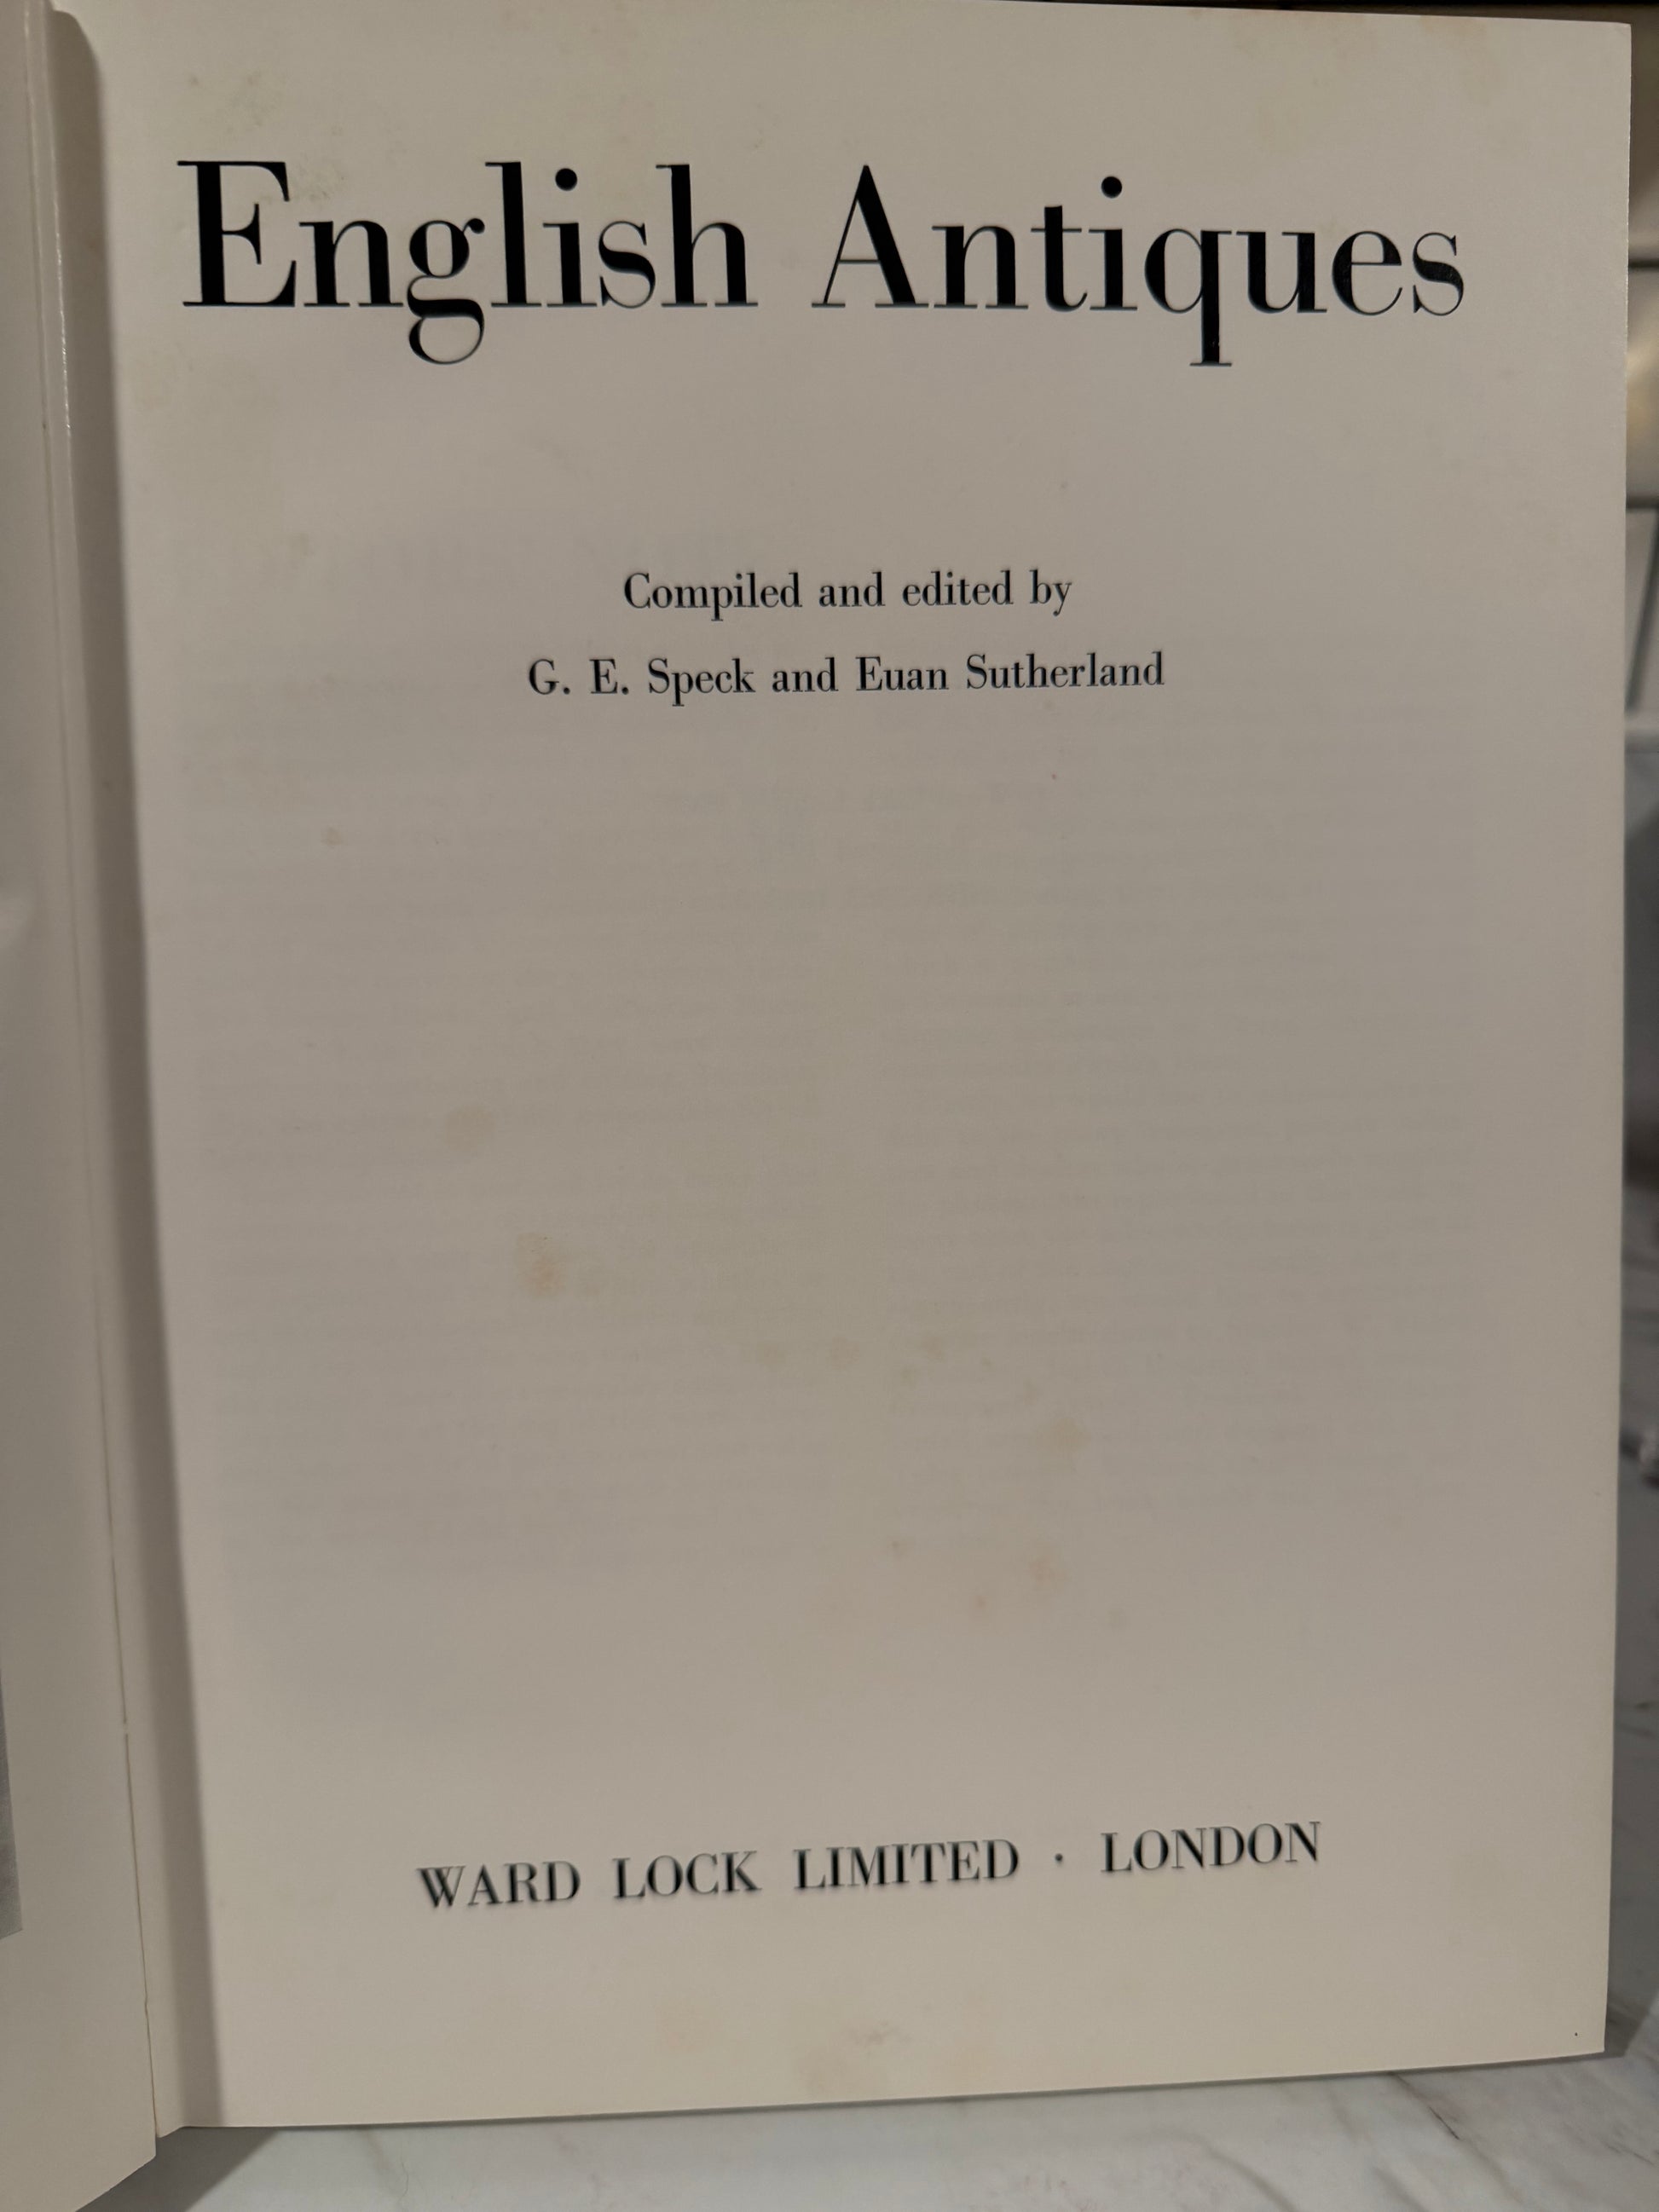 English Antiques
Compiled and edited by
G. E. Speck and Euan Sutherland
WARD LOCK LIMITED · LONDON